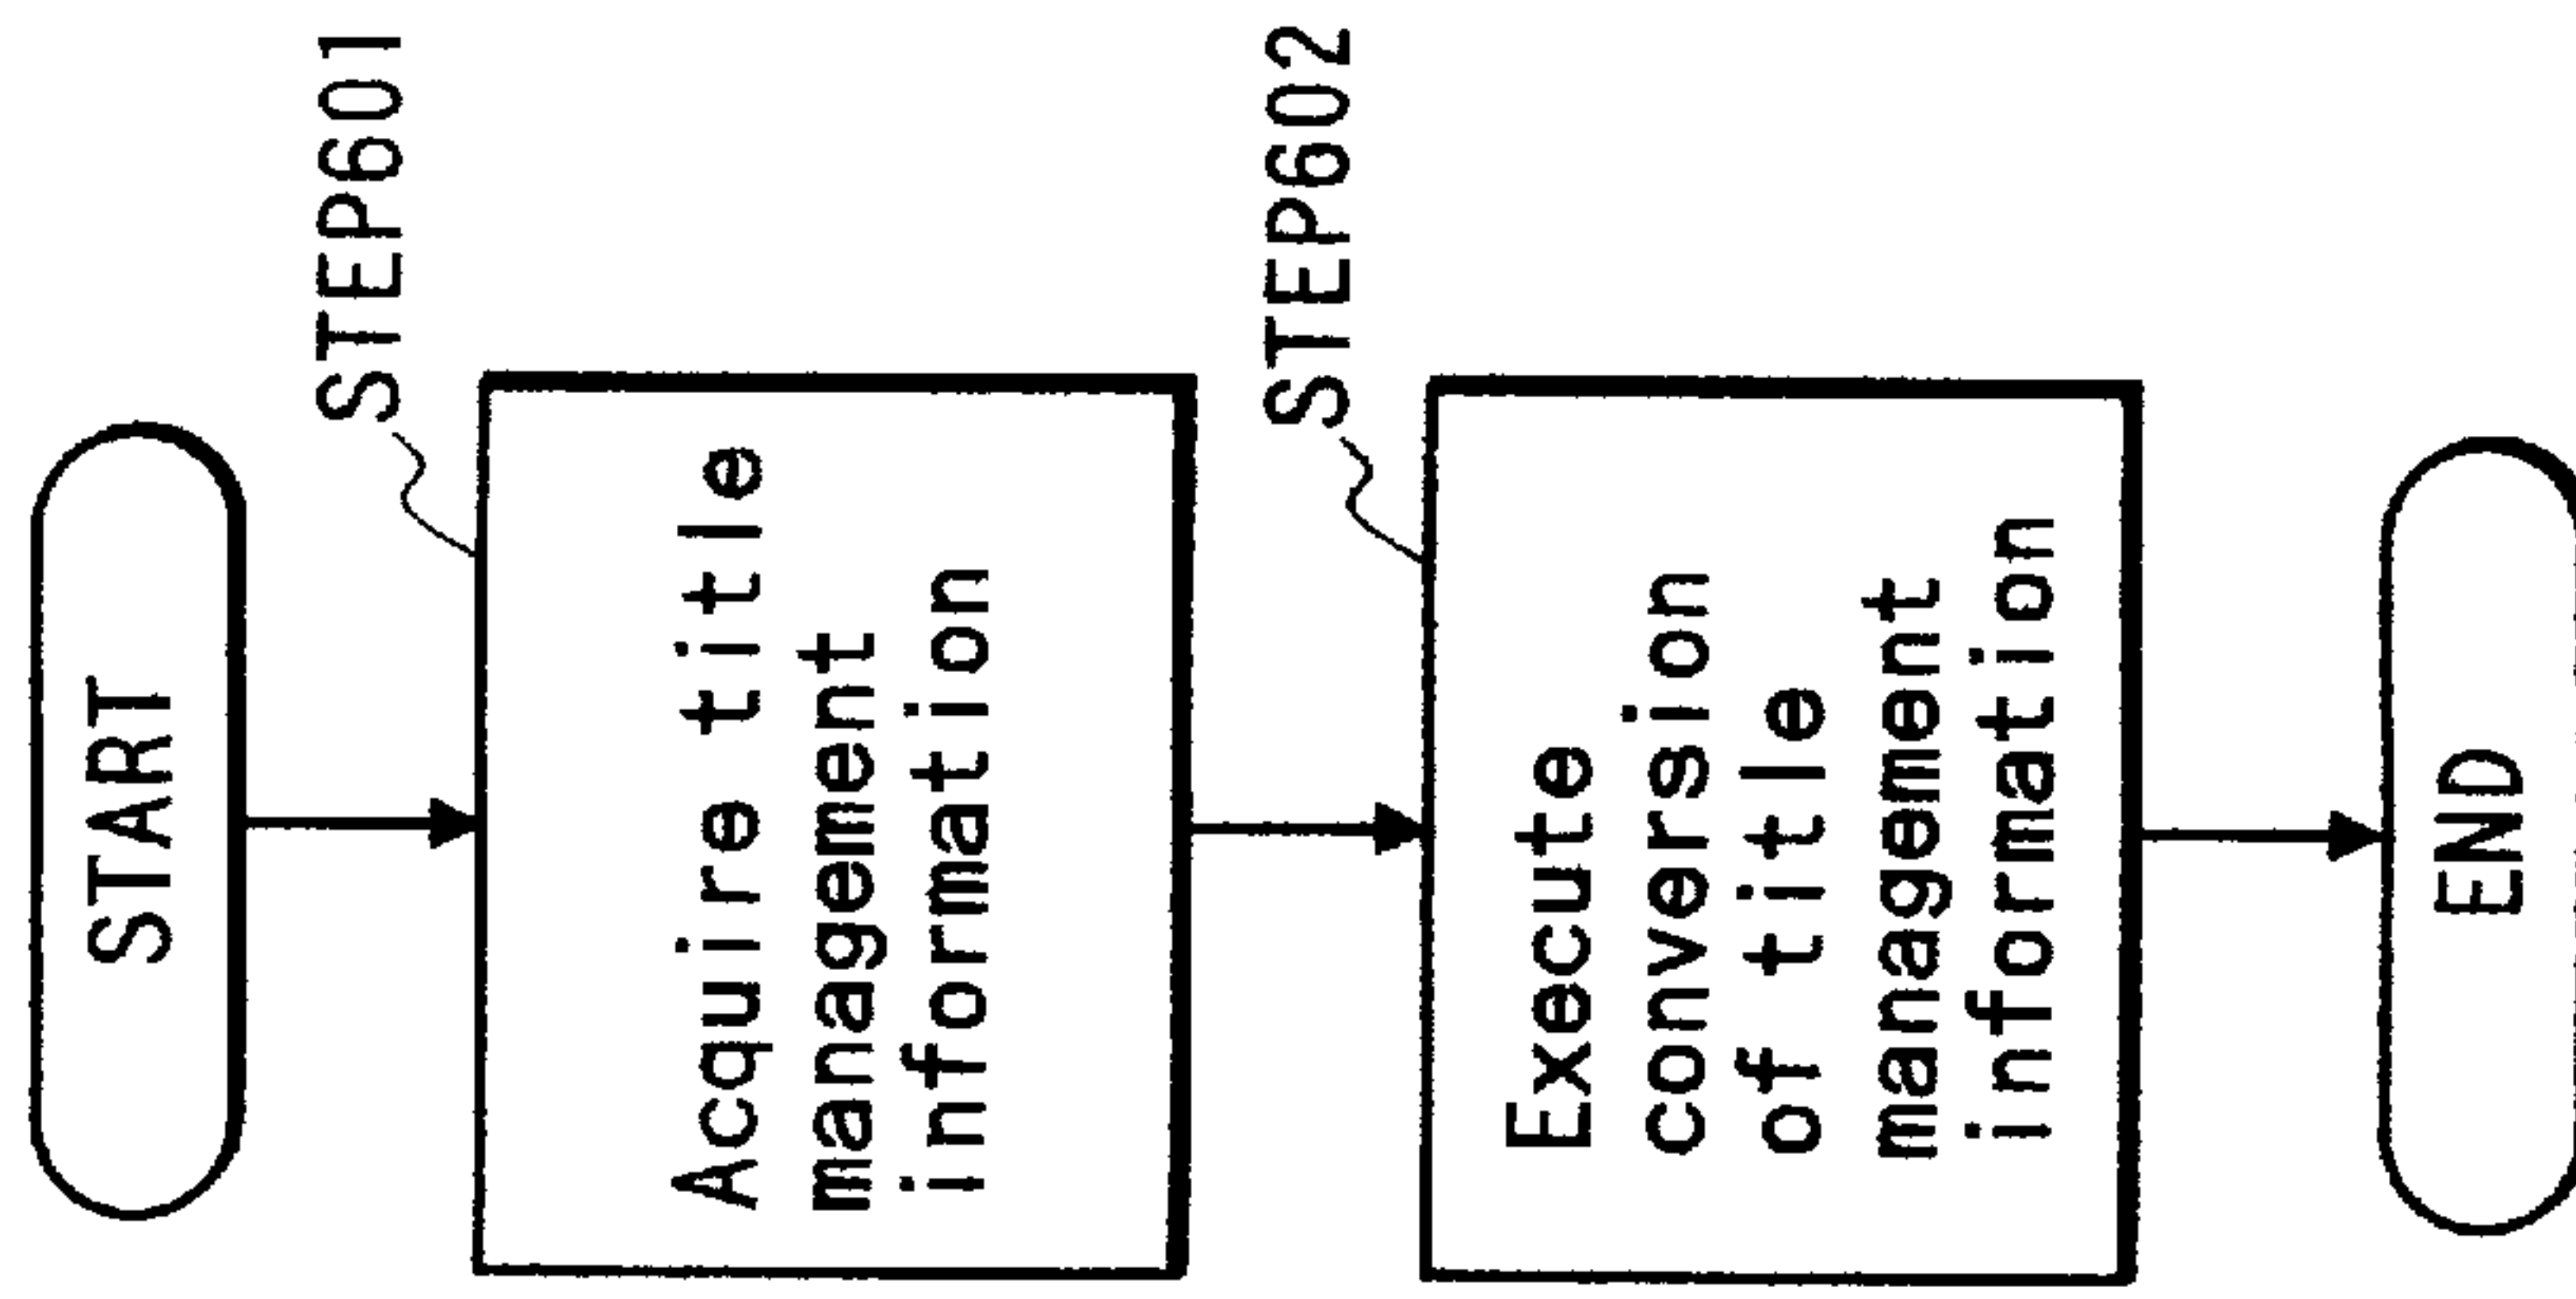 START
STEP601
Acquire title
management
information
STEP602
Execute
conversion
of title
management
information
END